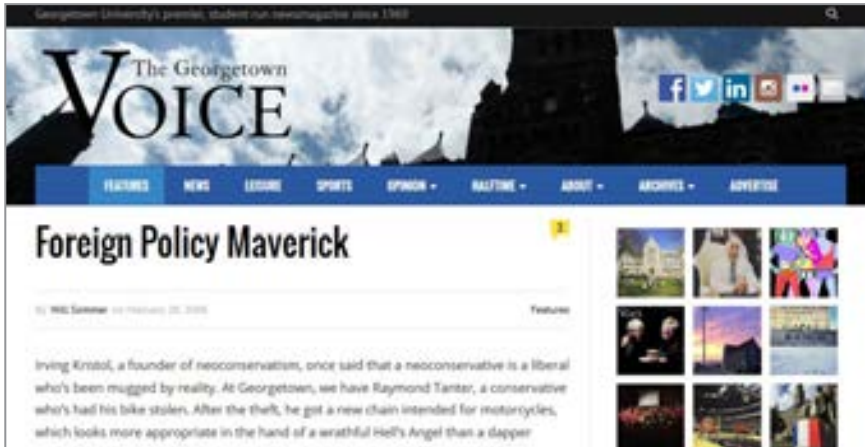 Georgetown University's premier, student-run newsmagazine since 1969
The Georgetown
VOICE
FEATURES NEWS LEISURE SPORTS OPINION HALFTIME ABOUT ARCHIVES ADVERTISE
Foreign Policy Maverick
By Will Sommer on February 28,
Features
Irving Kristol, a founder of neoconservatism, once said that a neoconservative is a liberal
who's been mugged by reality. At Georgetown, we have Raymond Tanter, a conservative
who's had his bike stolen. After the theft, he got a new chain intended for motorcycles,
which looks more appropriate in the hand of a wrathful Hell's Angel than a dapper